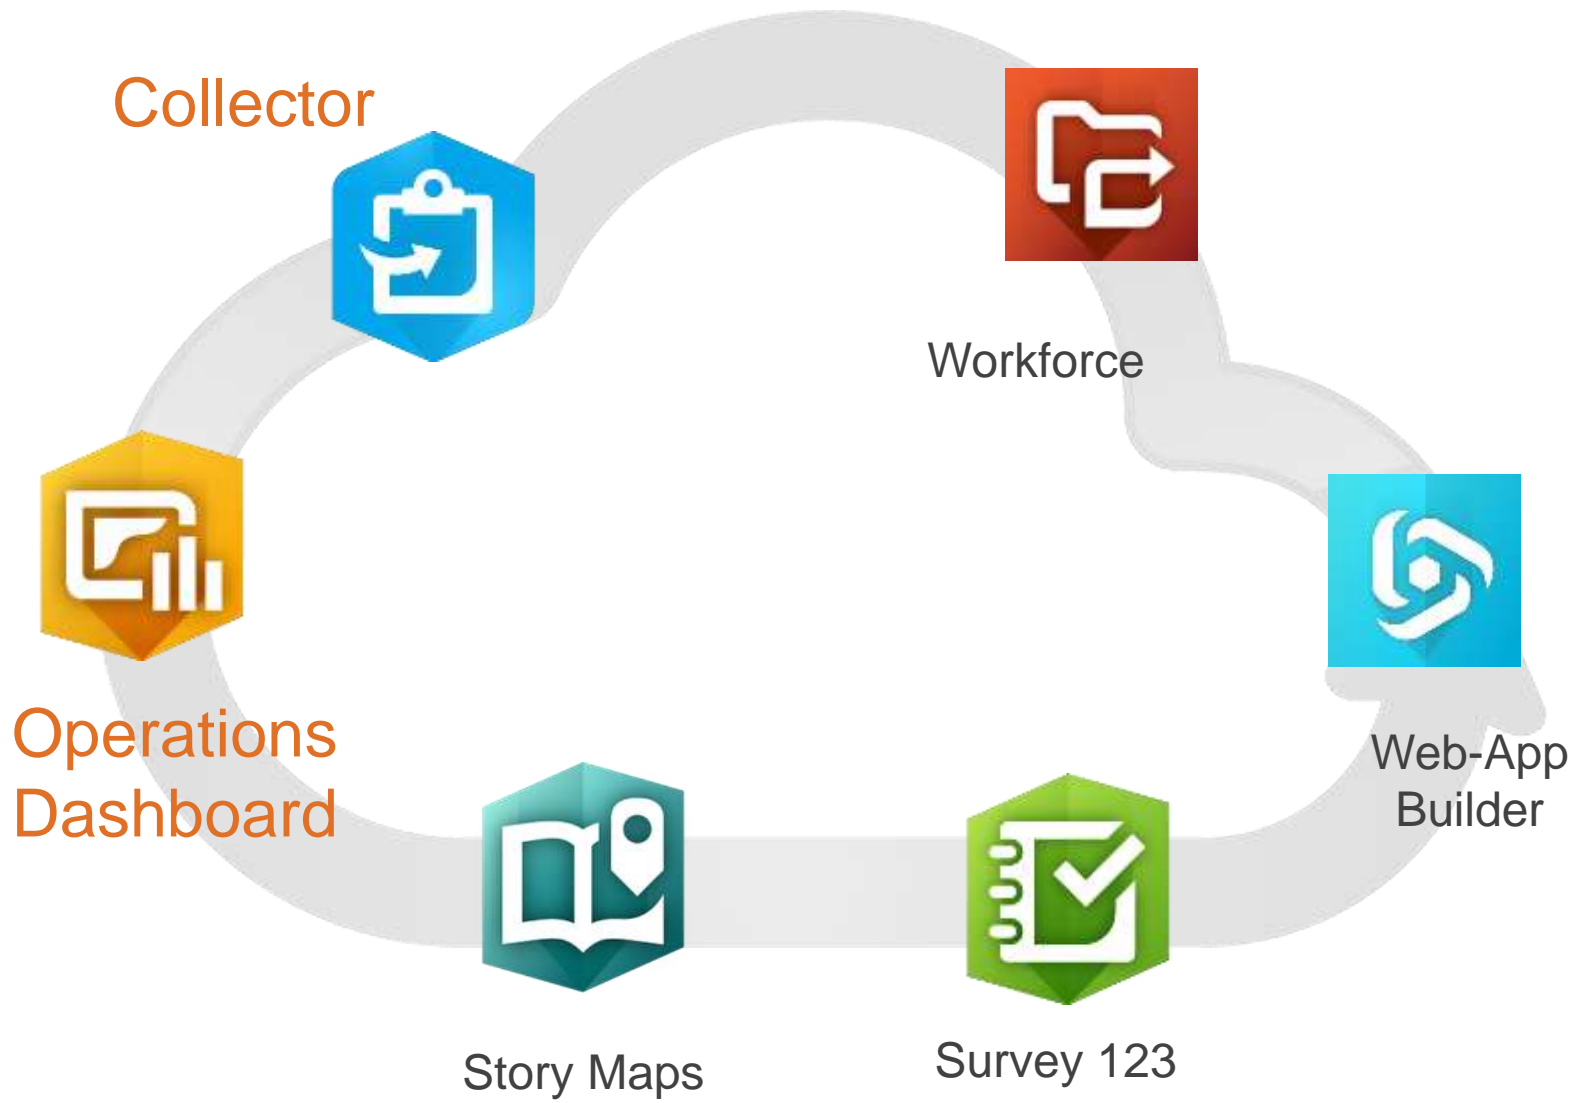 Collector
Workforce
Operations
Dashboard
Web-App
Builder
Story Maps
Survey 123